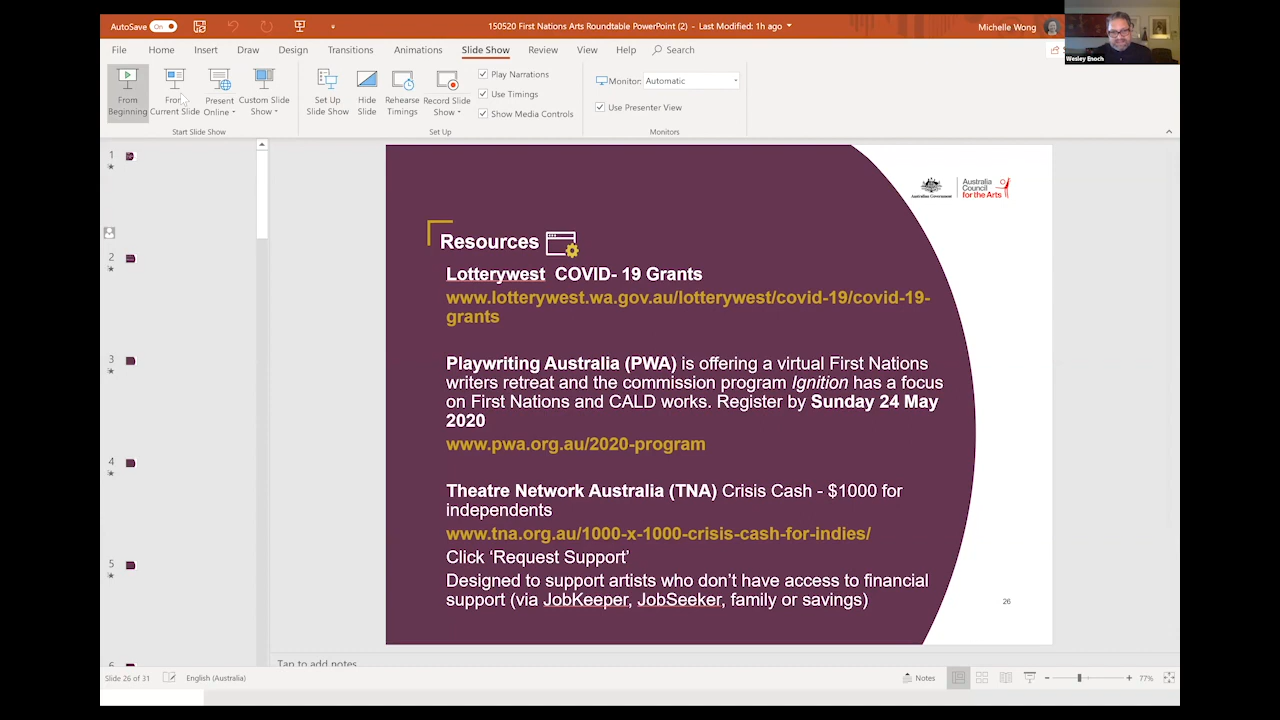 AutoSave On
150520 First Nations Arts Roundtable PowerPoint (2) - Last Modified: 1h ago
Michelle Wong
Wesley Enoch
File Home Insert Draw Design Transitions Animations Slide Show Review View Help Search
From Beginning
From Current Slide
Present Online
Custom Slide Show
Start Slide Show
Set Up Slide Show
Hide Slide
Rehearse Timings
Record Slide Show
Play Narrations
Use Timings
Show Media Controls
Set Up
Monitor: Automatic
Use Presenter View
Monitors
1
2
3
4
5
6
Australian Government
Australia
Council
for the Arts
Resources
Lotterywest COVID- 19 Grants
www.lotterywest.wa.gov.au/lotterywest/covid-19/covid-19-
grants
Playwriting Australia (PWA) is offering a virtual First Nations
writers retreat and the commission program Ignition has a focus
on First Nations and CALD works. Register by Sunday 24 May
2020
www.pwa.org.au/2020-program
Theatre Network Australia (TNA) Crisis Cash - $1000 for
independents
www.tna.org.au/1000-x-1000-crisis-cash-for-indies/
Click ‘Request Support’
Designed to support artists who don’t have access to financial
support (via JobKeeper, JobSeeker, family or savings)
26
Tap to add notes
Slide 26 of 31 English (Australia) Notes 77%